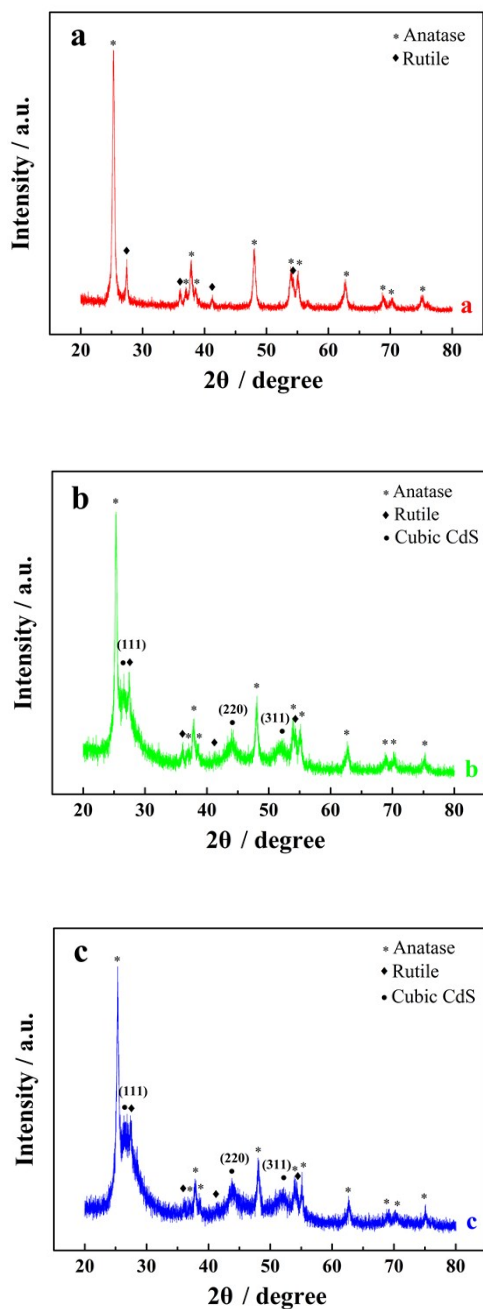 a
* Anatase
♦ Rutile
Intensity / a.u.
a
20 30 40 50 60 70 80
2θ / degree
b
* Anatase
♦ Rutile
• Cubic CdS
(111)
(220)
(311)
Intensity / a.u.
b
20 30 40 50 60 70 80
2θ / degree
c
* Anatase
♦ Rutile
• Cubic CdS
(111)
(220)
(311)
Intensity / a.u.
c
20 30 40 50 60 70 80
2θ / degree